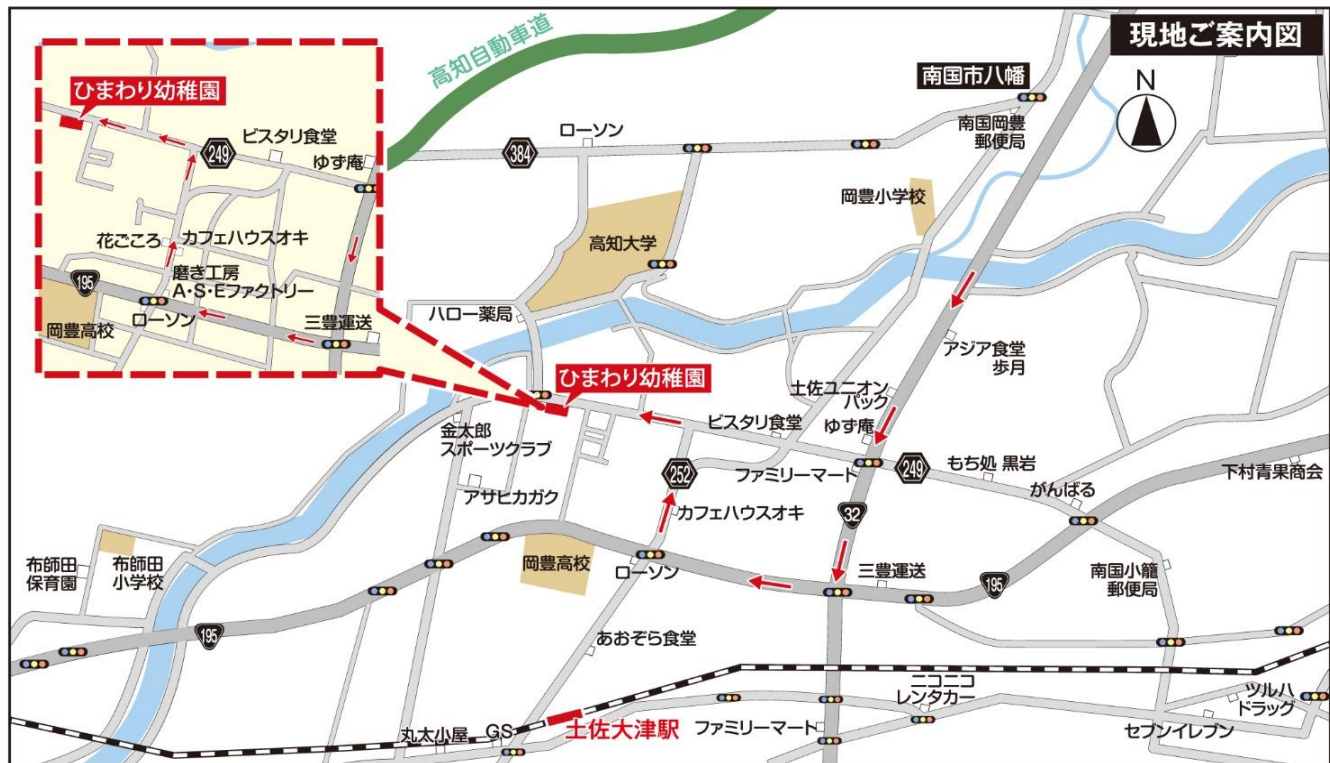 現地ご案内図
N
高知自動車道
南国市八幡
南国岡豊
郵便局
ローソン
384
岡豊小学校
高知大学
ハロー薬局
アジア食堂
歩月
土佐ユニオン
パック
ゆず庵
ひまわり幼稚園
ビスタリ食堂
金太郎
スポーツクラブ
ファミリーマート
249
もち処 黒岩
がんばる
下村青果商会
252
アサヒカガク
カフェハウスオキ
32
布師田
保育園
布師田
小学校
岡豊高校
ローソン
三豊運送
195
南国小籠
郵便局
195
あおぞら食堂
ニコニコ
レンタカー
ツルハ
ドラッグ
丸太小屋
GS
土佐大津駅
ファミリーマート
セブンイレブン
ひまわり幼稚園
249
ビスタリ食堂
ゆず庵
花ごころ
カフェハウスオキ
195
磨き工房
A・S・Eファクトリー
岡豊高校
ローソン
三豊運送